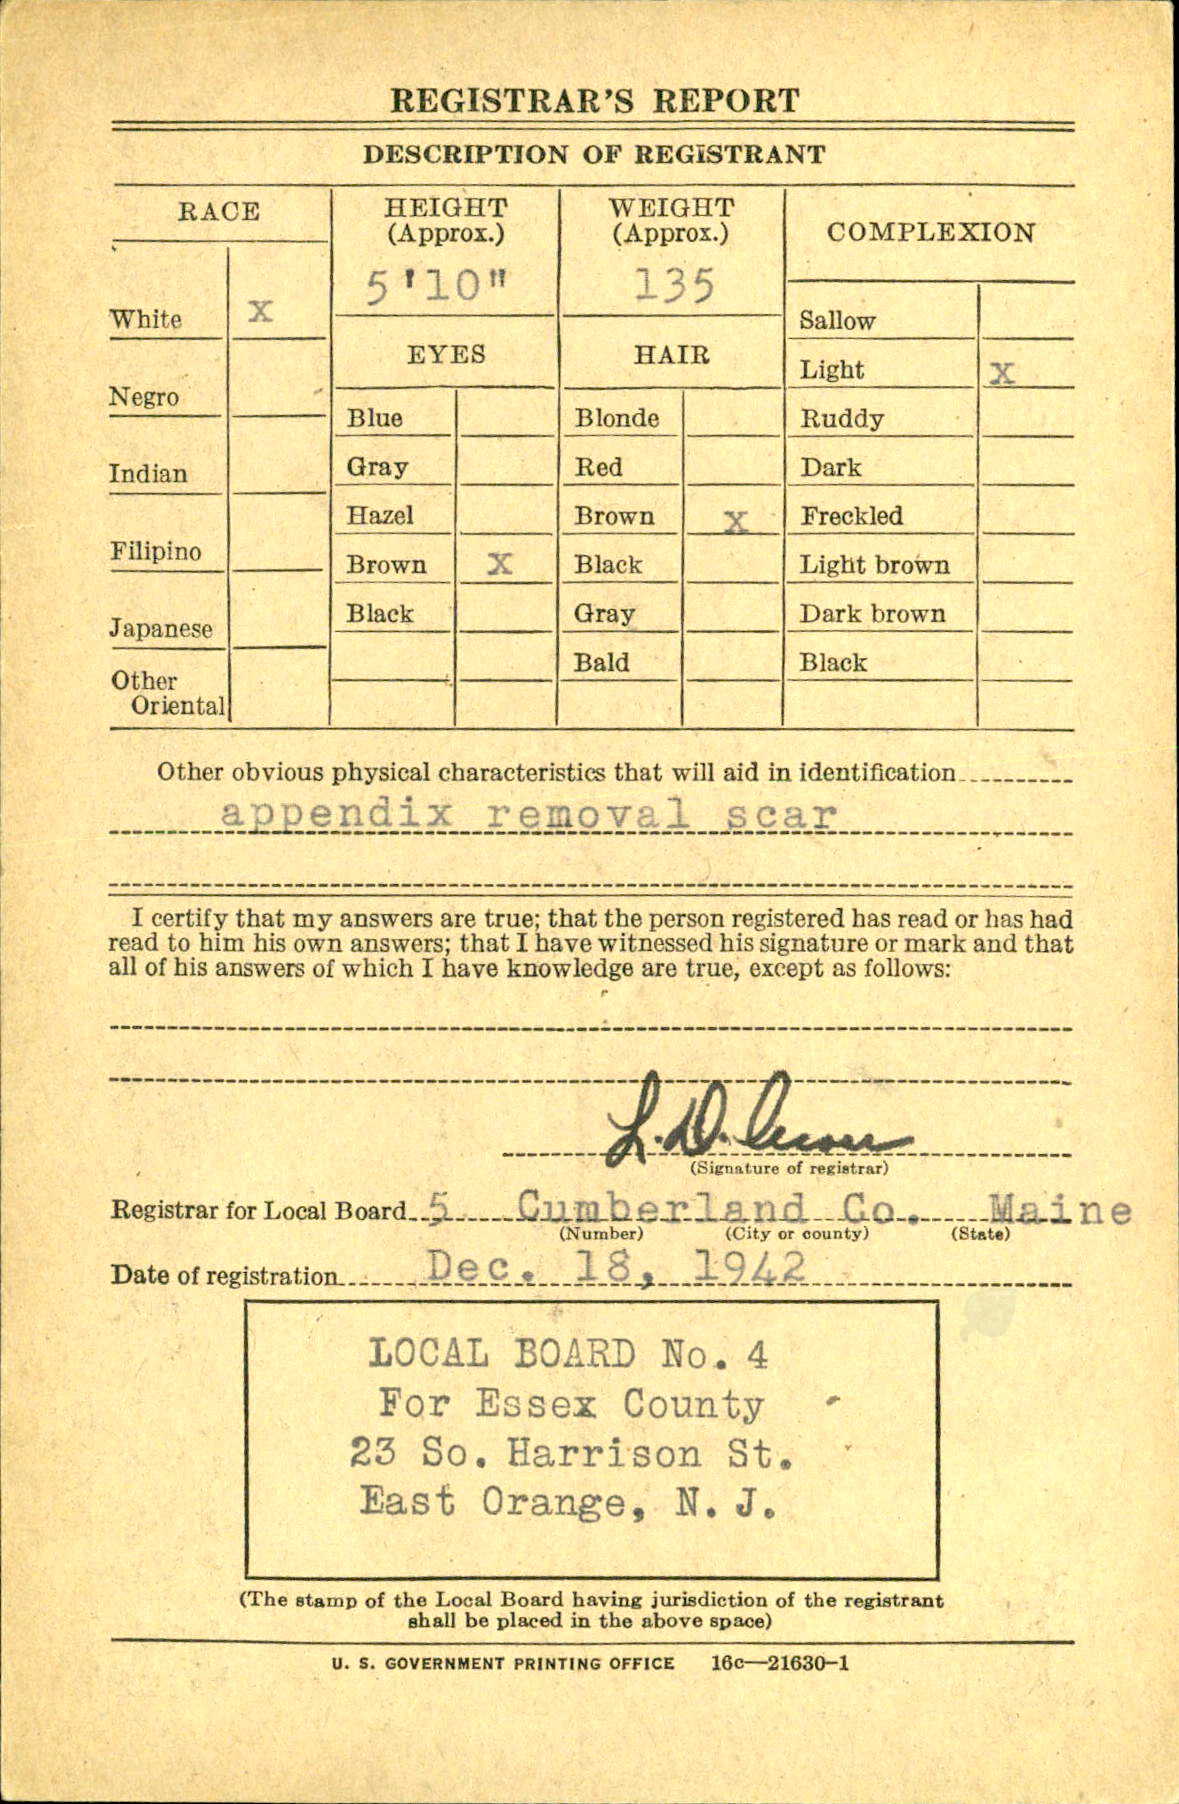 REGISTRAR'S REPORT
DESCRIPTION OF REGISTRANT
RACE
White X
Negro
Indian
Filipino
Japanese
Other
Oriental
HEIGHT
(Approx.)
5'10"
EYES
Blue
Gray
Hazel
Brown X
Black
WEIGHT
(Approx.)
135
HAIR
Blonde
Red
Brown X
Black
Gray
Bald
COMPLEXION
Sallow
Light X
Ruddy
Dark
Freckled
Light brown
Dark brown
Black
Other obvious physical characteristics that will aid in identification
appendix removal scar
I certify that my answers are true; that the person registered has read or has had
read to him his own answers; that I have witnessed his signature or mark and that
all of his answers of which I have knowledge are true, except as follows:
L. D.
(Signature of registrar)
Registrar for Local Board 5 Cumberland Co. Maine
(Number) (City or county) (State)
Date of registration Dec. 18, 1942
LOCAL BOARD No. 4
For Essex County
23 So. Harrison St.
East Orange, N. J.
(The stamp of the Local Board having jurisdiction of the registrant
shall be placed in the above space)
U. S. GOVERNMENT PRINTING OFFICE 16c—21630-1